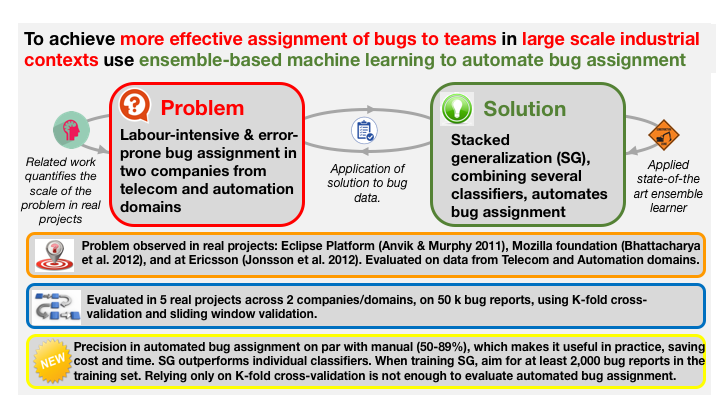 To achieve more effective assignment of bugs to teams in large scale industrial
contexts use ensemble-based machine learning to automate bug assignment
Problem
Labour-intensive & error-
prone bug assignment in
two companies from
telecom and automation
domains
Solution
Stacked
generalization (SG),
combining several
classifiers, automates
bug assignment
Related work
quantifies the
scale of the
problem in real
projects
Application of
solution to bug
data.
Applied
state-of-the
art ensemble
learner
Problem observed in real projects: Eclipse Platform (Anvik & Murphy 2011), Mozilla foundation (Bhattacharya
et al. 2012), and at Ericsson (Jonsson et al. 2012). Evaluated on data from Telecom and Automation domains.
Evaluated in 5 real projects across 2 companies/domains, on 50 k bug reports, using K-fold cross-
validation and sliding window validation.
NEW
Precision in automated bug assignment on par with manual (50-89%), which makes it useful in practice, saving
cost and time. SG outperforms individual classifiers. When training SG, aim for at least 2,000 bug reports in the
training set. Relying only on K-fold cross-validation is not enough to evaluate automated bug assignment.